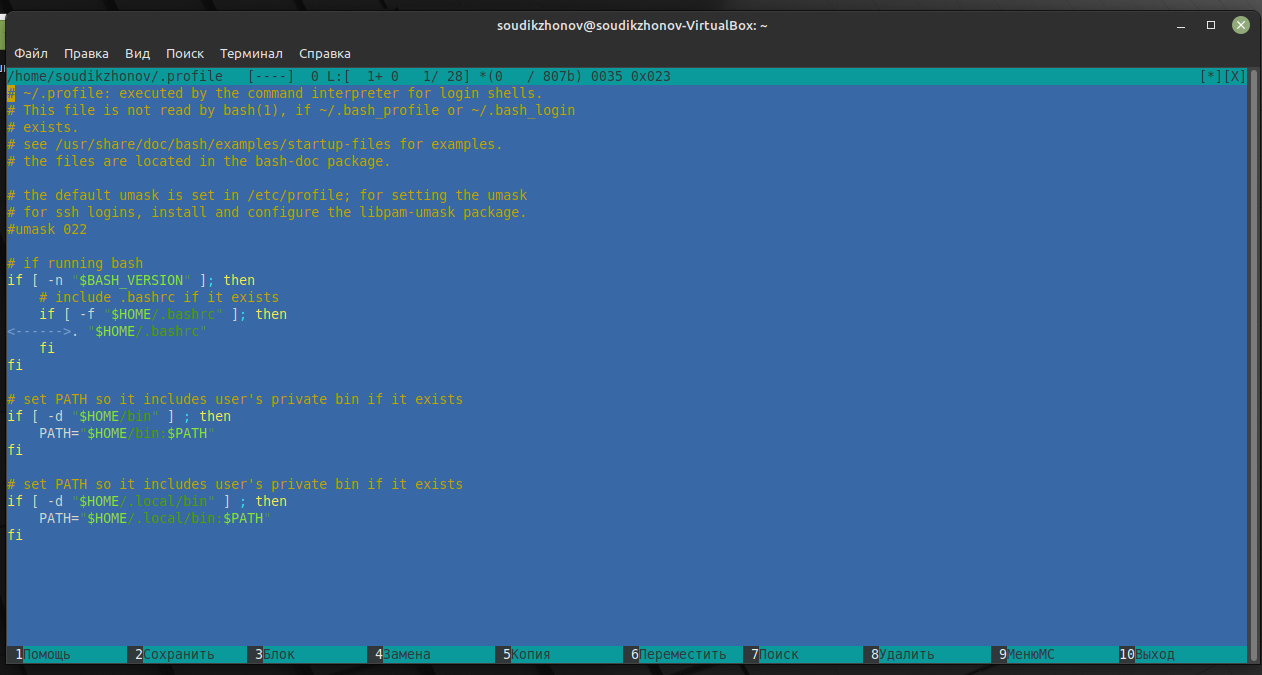 soudikzhonov@soudikzhonov-VirtualBox: ~
Файл Правка Вид Поиск Терминал Справка
/home/soudikzhonov/.profile [----] 0 L:[ 1+ 0 1/ 28] *(0 / 807b) 0035 0x023 [*][X]
# ~/.profile: executed by the command interpreter for login shells.
# This file is not read by bash(1), if ~/.bash_profile or ~/.bash_login
# exists.
# see /usr/share/doc/bash/examples/startup-files for examples.
# the files are located in the bash-doc package.

# the default umask is set in /etc/profile; for setting the umask
# for ssh logins, install and configure the libpam-umask package.
#umask 022

# if running bash
if [ -n "$BASH_VERSION" ]; then
    # include .bashrc if it exists
    if [ -f "$HOME/.bashrc" ]; then
<------>. "$HOME/.bashrc"
    fi
fi

# set PATH so it includes user's private bin if it exists
if [ -d "$HOME/bin" ] ; then
    PATH="$HOME/bin:$PATH"
fi

# set PATH so it includes user's private bin if it exists
if [ -d "$HOME/.local/bin" ] ; then
    PATH="$HOME/.local/bin:$PATH"
fi
1Помощь 2Сохранить 3Блок 4Замена 5Копия 6Переместить 7Поиск 8Удалить 9МенюМС 10Выход